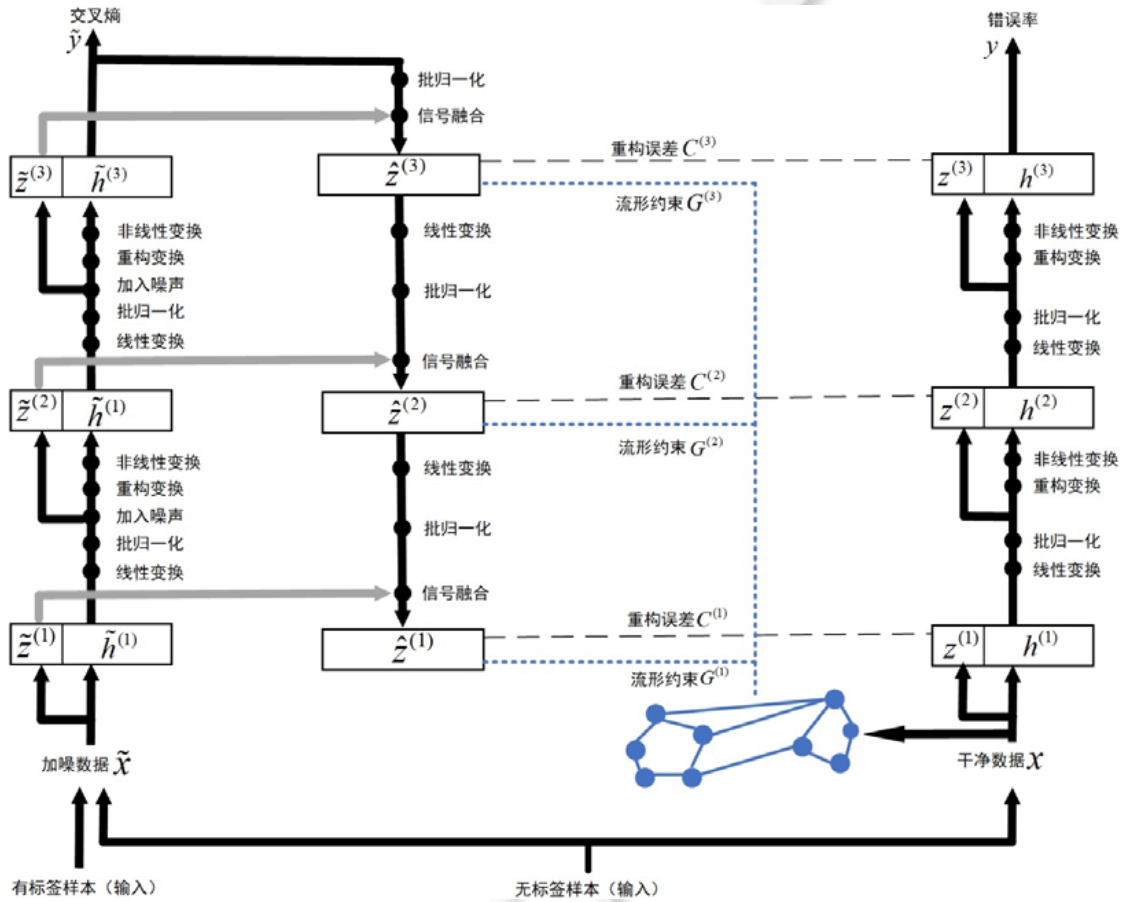 交叉熵
ỹ
批归一化
信号融合
z̃⁽³⁾ h̃⁽³⁾
非线性变换
重构变换
加入噪声
批归一化
线性变换
z̃⁽²⁾ h̃⁽¹⁾
非线性变换
重构变换
加入噪声
批归一化
线性变换
z̃⁽¹⁾ h̃⁽¹⁾
加噪数据 x̃
有标签样本（输入）
ẑ⁽³⁾
线性变换
批归一化
信号融合
ẑ⁽²⁾
线性变换
批归一化
信号融合
ẑ⁽¹⁾
重构误差 C⁽³⁾
流形约束 G⁽³⁾
重构误差 C⁽²⁾
流形约束 G⁽²⁾
重构误差 C⁽¹⁾
流形约束 G⁽¹⁾
无标签样本（输入）
错误率
y
z⁽³⁾ h⁽³⁾
非线性变换
重构变换
批归一化
线性变换
z⁽²⁾ h⁽²⁾
非线性变换
重构变换
批归一化
线性变换
z⁽¹⁾ h⁽¹⁾
干净数据 x